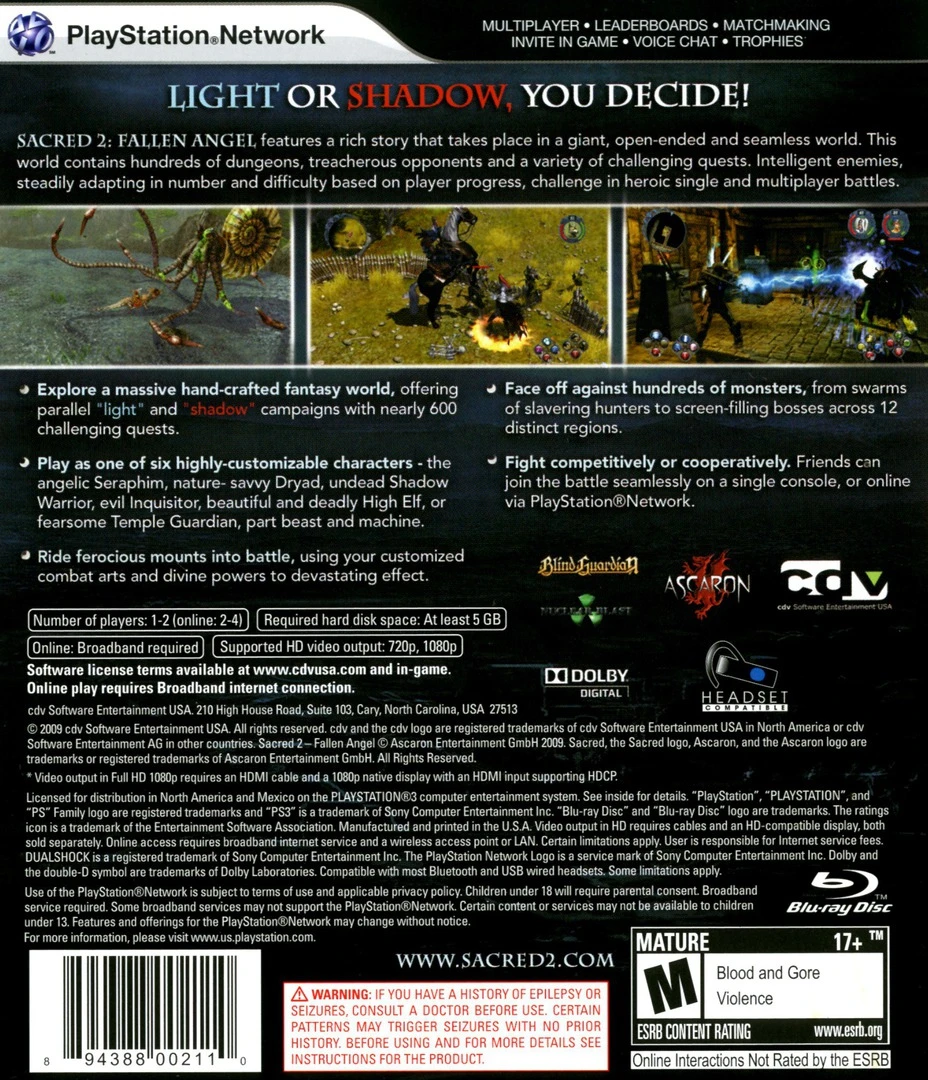 PlayStation®Network
MULTIPLAYER • LEADERBOARDS • MATCHMAKING
INVITE IN GAME • VOICE CHAT • TROPHIES
LIGHT OR SHADOW, YOU DECIDE!
SACRED 2: FALLEN ANGEL features a rich story that takes place in a giant, open-ended and seamless world. This
world contains hundreds of dungeons, treacherous opponents and a variety of challenging quests. Intelligent enemies,
steadily adapting in number and difficulty based on player progress, challenge in heroic single and multiplayer battles.
Explore a massive hand-crafted fantasy world, offering
parallel "light" and "shadow" campaigns with nearly 600
challenging quests.
Play as one of six highly-customizable characters - the
angelic Seraphim, nature- savvy Dryad, undead Shadow
Warrior, evil Inquisitor, beautiful and deadly High Elf, or
fearsome Temple Guardian, part beast and machine.
Ride ferocious mounts into battle, using your customized
combat arts and divine powers to devastating effect.
Face off against hundreds of monsters, from swarms
of slavering hunters to screen-filling bosses across 12
distinct regions.
Fight competitively or cooperatively. Friends can
join the battle seamlessly on a single console, or online
via PlayStation®Network.
Blind Guardian
NUCLEAR BLAST
ASCARON
cdv
cdv Software Entertainment USA
Number of players: 1-2 (online: 2-4)
Required hard disk space: At least 5 GB
Online: Broadband required
Supported HD video output: 720p, 1080p
Software license terms available at www.cdvusa.com and in-game.
Online play requires Broadband internet connection.
DOLBY
DIGITAL
HEADSET
COMPATIBLE
cdv Software Entertainment USA. 210 High House Road, Suite 103, Cary, North Carolina, USA 27513
© 2009 cdv Software Entertainment USA. All rights reserved. cdv and the cdv logo are registered trademarks of cdv Software Entertainment USA in North America or cdv
Software Entertainment AG in other countries. Sacred 2 – Fallen Angel © Ascaron Entertainment GmbH 2009. Sacred, the Sacred logo, Ascaron, and the Ascaron logo are
trademarks or registered trademarks of Ascaron Entertainment GmbH. All Rights Reserved.
* Video output in Full HD 1080p requires an HDMI cable and a 1080p native display with an HDMI input supporting HDCP.
Licensed for distribution in North America and Mexico on the PLAYSTATION®3 computer entertainment system. See inside for details. "PlayStation", "PLAYSTATION", and
"PS" Family logo are registered trademarks and "PS3" is a trademark of Sony Computer Entertainment Inc. "Blu-ray Disc" and "Blu-ray Disc" logo are trademarks. The ratings
icon is a trademark of the Entertainment Software Association. Manufactured and printed in the U.S.A. Video output in HD requires cables and an HD-compatible display, both
sold separately. Online access requires broadband internet service and a wireless access point or LAN. Certain limitations apply. User is responsible for Internet service fees.
DUALSHOCK is a registered trademark of Sony Computer Entertainment Inc. The PlayStation Network Logo is a service mark of Sony Computer Entertainment Inc. Dolby and
the double-D symbol are trademarks of Dolby Laboratories. Compatible with most Bluetooth and USB wired headsets. Some limitations apply.
Use of the PlayStation®Network is subject to terms of use and applicable privacy policy. Children under 18 will require parental consent. Broadband
service required. Some broadband services may not support the PlayStation®Network. Certain content or services may not be available to children
under 13. Features and offerings for the PlayStation®Network may change without notice.
For more information, please visit www.us.playstation.com.
Blu-ray Disc™
WWW.SACRED2.COM
8 94388 00211 0
⚠ WARNING: IF YOU HAVE A HISTORY OF EPILEPSY OR
SEIZURES, CONSULT A DOCTOR BEFORE USE. CERTAIN
PATTERNS MAY TRIGGER SEIZURES WITH NO PRIOR
HISTORY. BEFORE USING AND FOR MORE DETAILS SEE
INSTRUCTIONS FOR THE PRODUCT.
MATURE 17+ ™
M
Blood and Gore
Violence
ESRB CONTENT RATING www.esrb.org
Online Interactions Not Rated by the ESRB